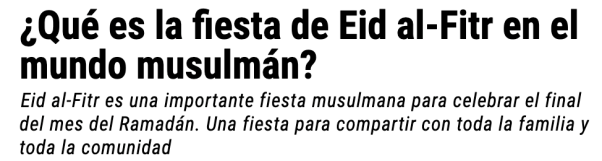 ¿Qué es la fiesta de Eid al-Fitr en el
mundo musulmán?
Eid al-Fitr es una importante fiesta musulmana para celebrar el final
del mes del Ramadán. Una fiesta para compartir con toda la familia y
toda la comunidad